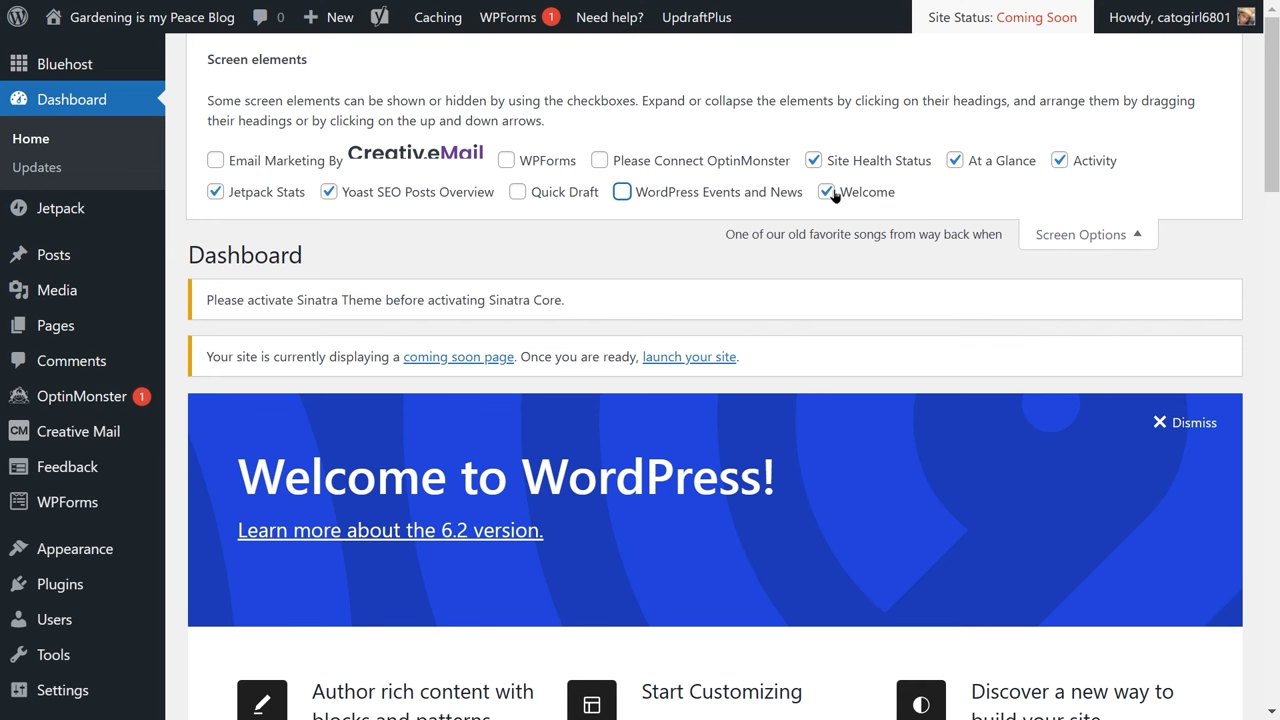 Gardening is my Peace Blog 0 New Caching WPForms 1 Need help? UpdraftPlus Site Status: Coming Soon Howdy, catogirl6801
Bluehost
Dashboard
Home
Updates
Jetpack
Posts
Media
Pages
Comments
OptinMonster 1
CM Creative Mail
Feedback
WPForms
Appearance
Plugins
Users
Tools
Settings
Screen elements
Some screen elements can be shown or hidden by using the checkboxes. Expand or collapse the elements by clicking on their headings, and arrange them by dragging
their headings or by clicking on the up and down arrows.
Email Marketing By Creativ.eMail WPForms Please Connect OptinMonster Site Health Status At a Glance Activity
Jetpack Stats Yoast SEO Posts Overview Quick Draft WordPress Events and News Welcome
One of our old favorite songs from way back when Screen Options
Dashboard
Please activate Sinatra Theme before activating Sinatra Core.
Your site is currently displaying a coming soon page. Once you are ready, launch your site.
Dismiss
Welcome to WordPress!
Learn more about the 6.2 version.
Author rich content with
blocks and patterns
Start Customizing
Discover a new way to
build your site